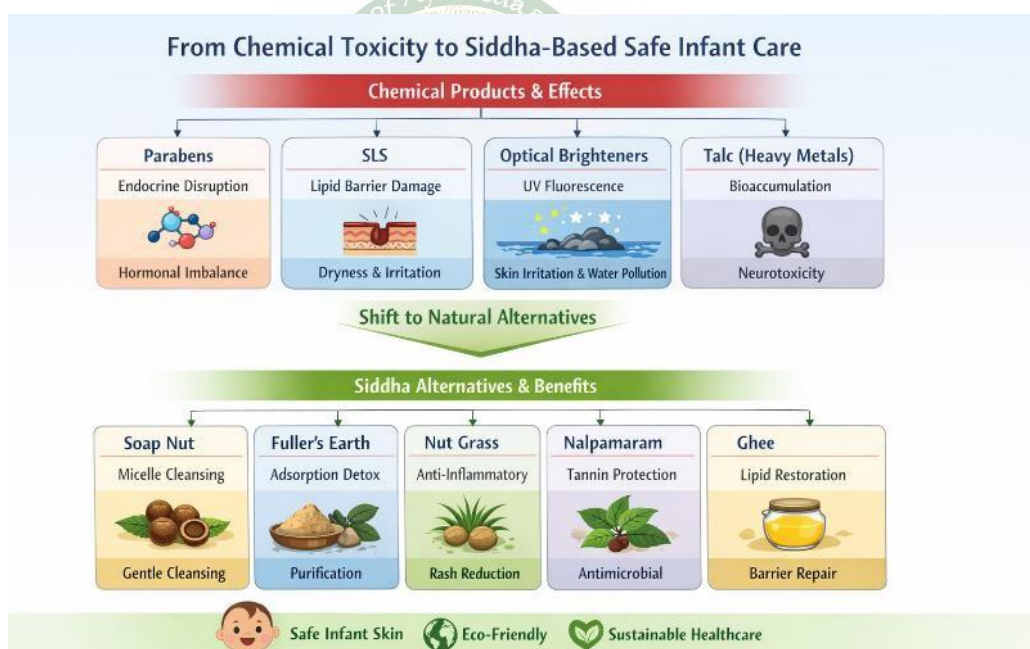 From Chemical Toxicity to Siddha-Based Safe Infant Care
Chemical Products & Effects
Parabens
Endocrine Disruption
Hormonal Imbalance
SLS
Lipid Barrier Damage
Dryness & Irritation
Optical Brighteners
UV Fluorescence
Skin Irritation & Water Pollution
Talc (Heavy Metals)
Bioaccumulation
Neurotoxicity
Shift to Natural Alternatives
Siddha Alternatives & Benefits
Soap Nut
Micelle Cleansing
Gentle Cleansing
Fuller's Earth
Adsorption Detox
Purification
Nut Grass
Anti-Inflammatory
Rash Reduction
Nalpamaram
Tannin Protection
Antimicrobial
Ghee
Lipid Restoration
Barrier Repair
Safe Infant Skin
Eco-Friendly
Sustainable Healthcare